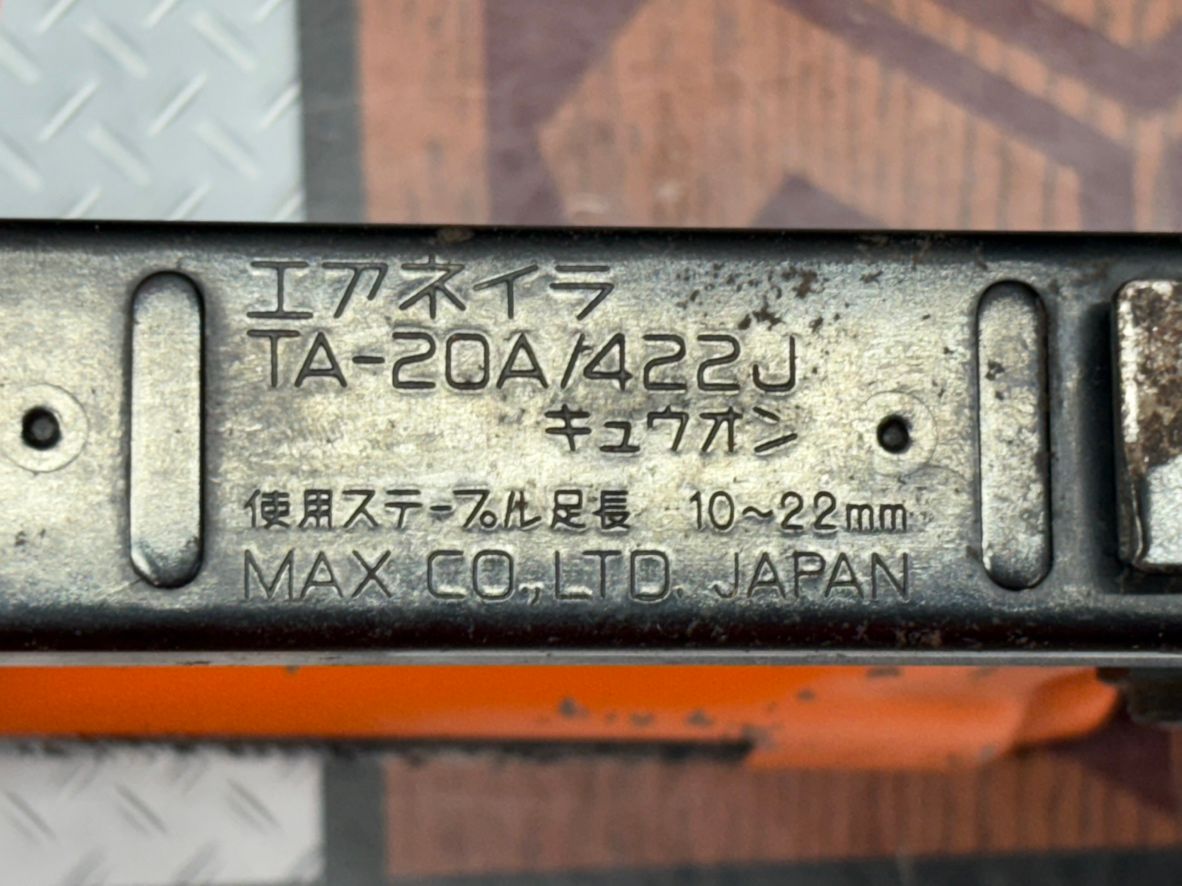 エアネイラ
TA-20A/422J
キュウオン
使用ステープル足長 10~22mm
MAX CO.,LTD. JAPAN